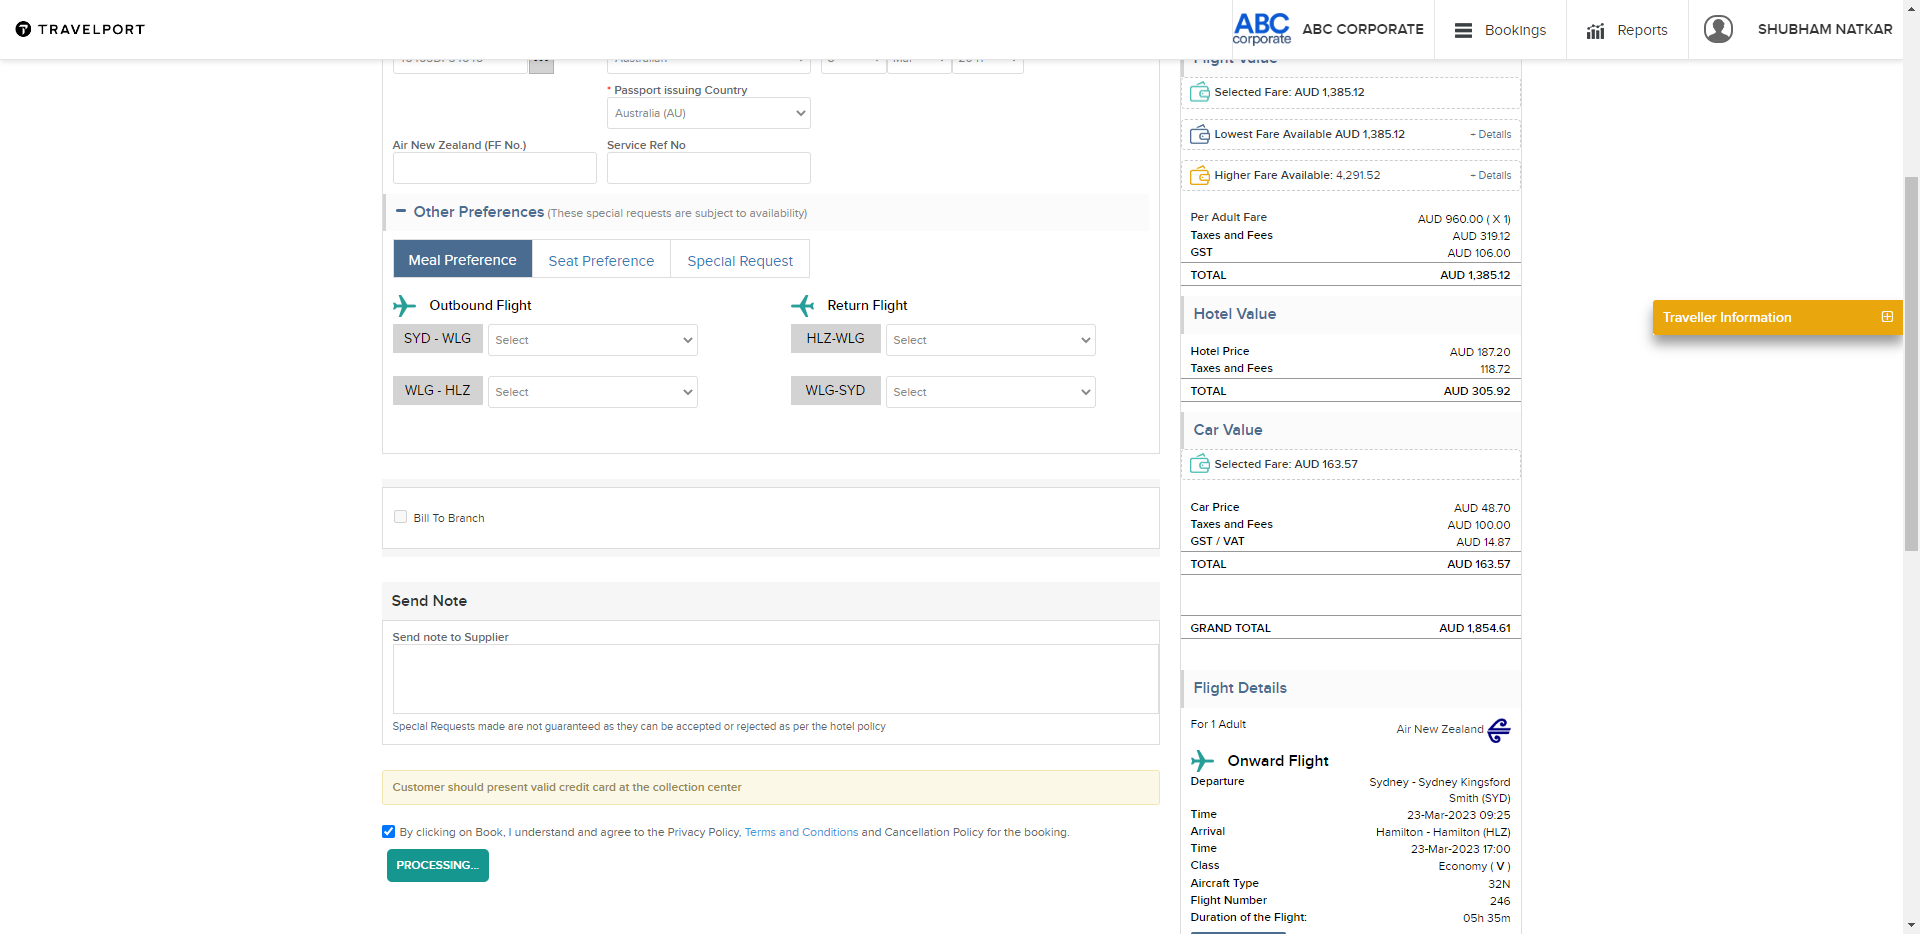 TRAVELPORT
ABC
corporate
ABC CORPORATE
Bookings
Reports
SHUBHAM NATKAR
* Passport issuing Country
Australia (AU)
Air New Zealand (FF No.)
Service Ref No
Other Preferences (These special requests are subject to availability)
Meal Preference
Seat Preference
Special Request
Outbound Flight
Return Flight
SYD - WLG
Select
HLZ-WLG
Select
WLG - HLZ
Select
WLG-SYD
Select
Bill To Branch
Send Note
Send note to Supplier
Special Requests made are not guaranteed as they can be accepted or rejected as per the hotel policy
Customer should present valid credit card at the collection center
By clicking on Book, I understand and agree to the Privacy Policy, Terms and Conditions and Cancellation Policy for the booking.
PROCESSING...
Flight Value
Selected Fare: AUD 1,385.12
Lowest Fare Available AUD 1,385.12
+ Details
Higher Fare Available: 4,291.52
+ Details
Per Adult Fare
AUD 960.00 ( X 1)
Taxes and Fees
AUD 319.12
GST
AUD 106.00
TOTAL
AUD 1,385.12
Hotel Value
Hotel Price
AUD 187.20
Taxes and Fees
118.72
TOTAL
AUD 305.92
Car Value
Selected Fare: AUD 163.57
Car Price
AUD 48.70
Taxes and Fees
AUD 100.00
GST / VAT
AUD 14.87
TOTAL
AUD 163.57
GRAND TOTAL
AUD 1,854.61
Flight Details
For 1 Adult
Air New Zealand
Onward Flight
Departure
Sydney - Sydney Kingsford
Smith (SYD)
Time
23-Mar-2023 09:25
Arrival
Hamilton - Hamilton (HLZ)
Time
23-Mar-2023 17:00
Class
Economy ( V )
Aircraft Type
32N
Flight Number
246
Duration of the Flight:
05h 35m
Traveller Information